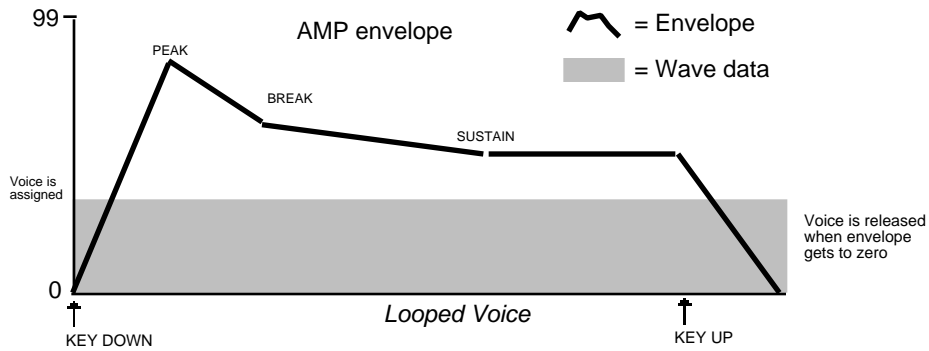 99
AMP envelope
= Envelope
= Wave data
PEAK
BREAK
SUSTAIN
Voice is
assigned
Voice is released
when envelope
gets to zero
0
Looped Voice
KEY DOWN
KEY UP